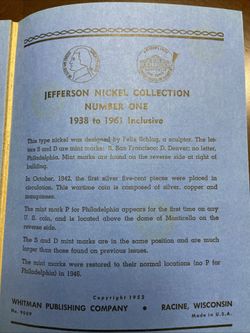 JEFFERSON NICKEL COLLECTION
NUMBER ONE
1938 to 1961 Inclusive
This type nickel was designed by Felix Schlag, a sculptor. The let-
ters S and D are mint marks: S, San Francisco; D, Denver; no letter,
Philadelphia. Mint marks are found on the reverse side at right of
building.
In October, 1942, the first silver five-cent pieces were placed in
circulation. This wartime coin is composed of silver, copper and
manganese.
The mint mark P for Philadelphia appears for the first time on any
U. S. coin, and is located above the dome of Monticello on the
reverse side.
The S and D mint marks are in the same position and are much
larger than those found on previous issues.
The mint marks were restored to their normal locations (no P for
Philadelphia) in 1946.
Copyright 1952
WHITMAN PUBLISHING COMPANY • RACINE, WISCONSIN
No. 9009
Made in U.S.A.